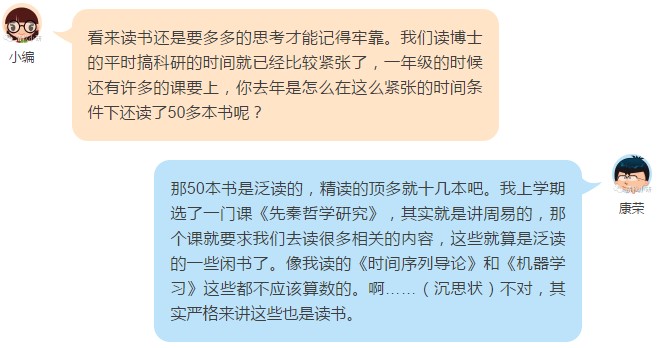 看来读书还是要多多的思考才能记得牢靠。我们读博士
的平时搞科研的时间就已经比较紧张了，一年级的时候
还有许多的课要上，你去年是怎么在这么紧张的时间条
件下还读了50多本书呢？
小编
那50本书是泛读的，精读的顶多就十几本吧。我上学期
选了一门课《先秦哲学研究》，其实就是讲周易的，那
个课就要求我们去读很多相关的内容，这些就算是泛读
的一些闲书了。像我读的《时间序列导论》和《机器学
习》这些都不应该算数的。啊……（沉思状）不对，其
实严格来讲这些也是读书。
康荣